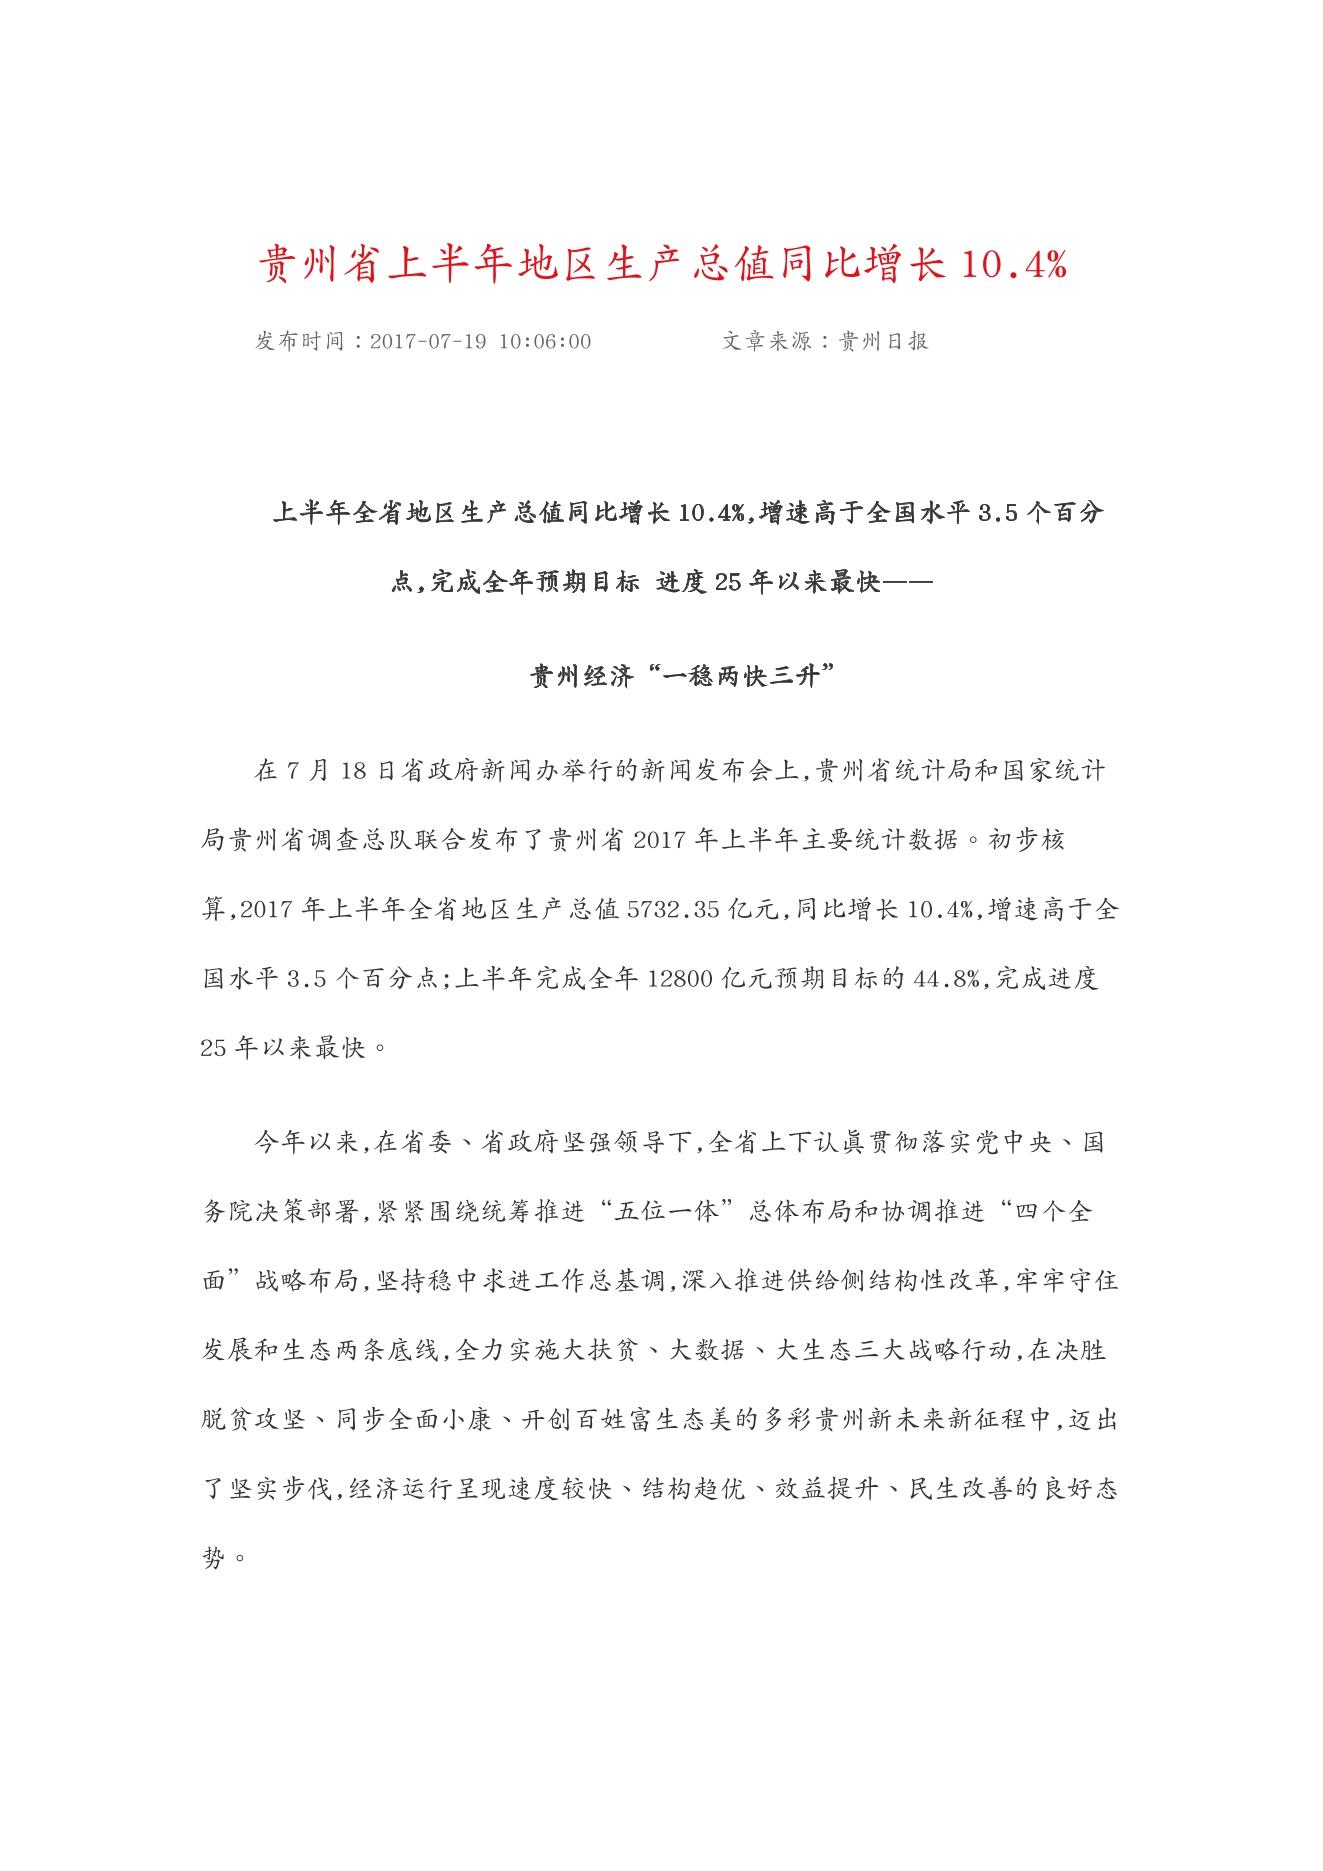 贵州省上半年地区生产总值同比增长10.4%
发布时间：2017-07-19 10:06:00 文章来源：贵州日报
上半年全省地区生产总值同比增长10.4%,增速高于全国水平3.5个百分
点,完成全年预期目标 进度25年以来最快——
贵州经济“一稳两快三升”
在7月18日省政府新闻办举行的新闻发布会上,贵州省统计局和国家统计
局贵州省调查总队联合发布了贵州省2017年上半年主要统计数据。初步核
算,2017年上半年全省地区生产总值5732.35亿元,同比增长10.4%,增速高于全
国水平3.5个百分点;上半年完成全年12800亿元预期目标的44.8%,完成进度
25年以来最快。
今年以来,在省委、省政府坚强领导下,全省上下认真贯彻落实党中央、国
务院决策部署,紧紧围绕统筹推进“五位一体”总体布局和协调推进“四个全
面”战略布局,坚持稳中求进工作总基调,深入推进供给侧结构性改革,牢牢守住
发展和生态两条底线,全力实施大扶贫、大数据、大生态三大战略行动,在决胜
脱贫攻坚、同步全面小康、开创百姓富生态美的多彩贵州新未来新征程中,迈出
了坚实步伐,经济运行呈现速度较快、结构趋优、效益提升、民生改善的良好态
势。